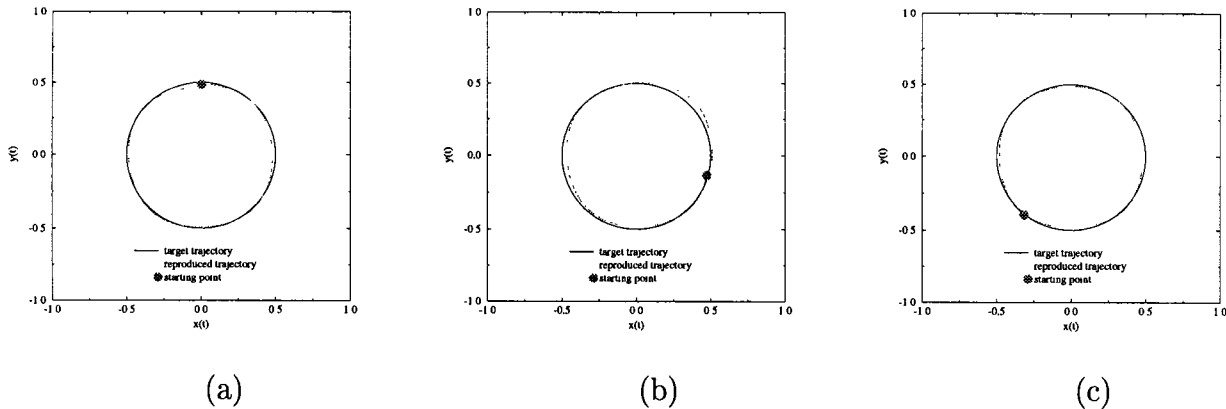 1 0
0 5
0 0
-0.5
-1 0
y(t)
target trajectory
reproduced trajectory
starting point
-1 0 -0.5 0 0 0 5 1 0
x(t)
(a)
1 0
0 5
0 0
-0.5
-1 0
y(t)
target trajectory
reproduced trajectory
starting point
-1 0 -0.5 0 0 0 5 1 0
x(t)
(b)
1 0
0 5
0 0
-0.5
-1 0
y(t)
target trajectory
reproduced trajectory
starting point
-1 0 -0.5 0 0 0 5 1 0
x(t)
(c)